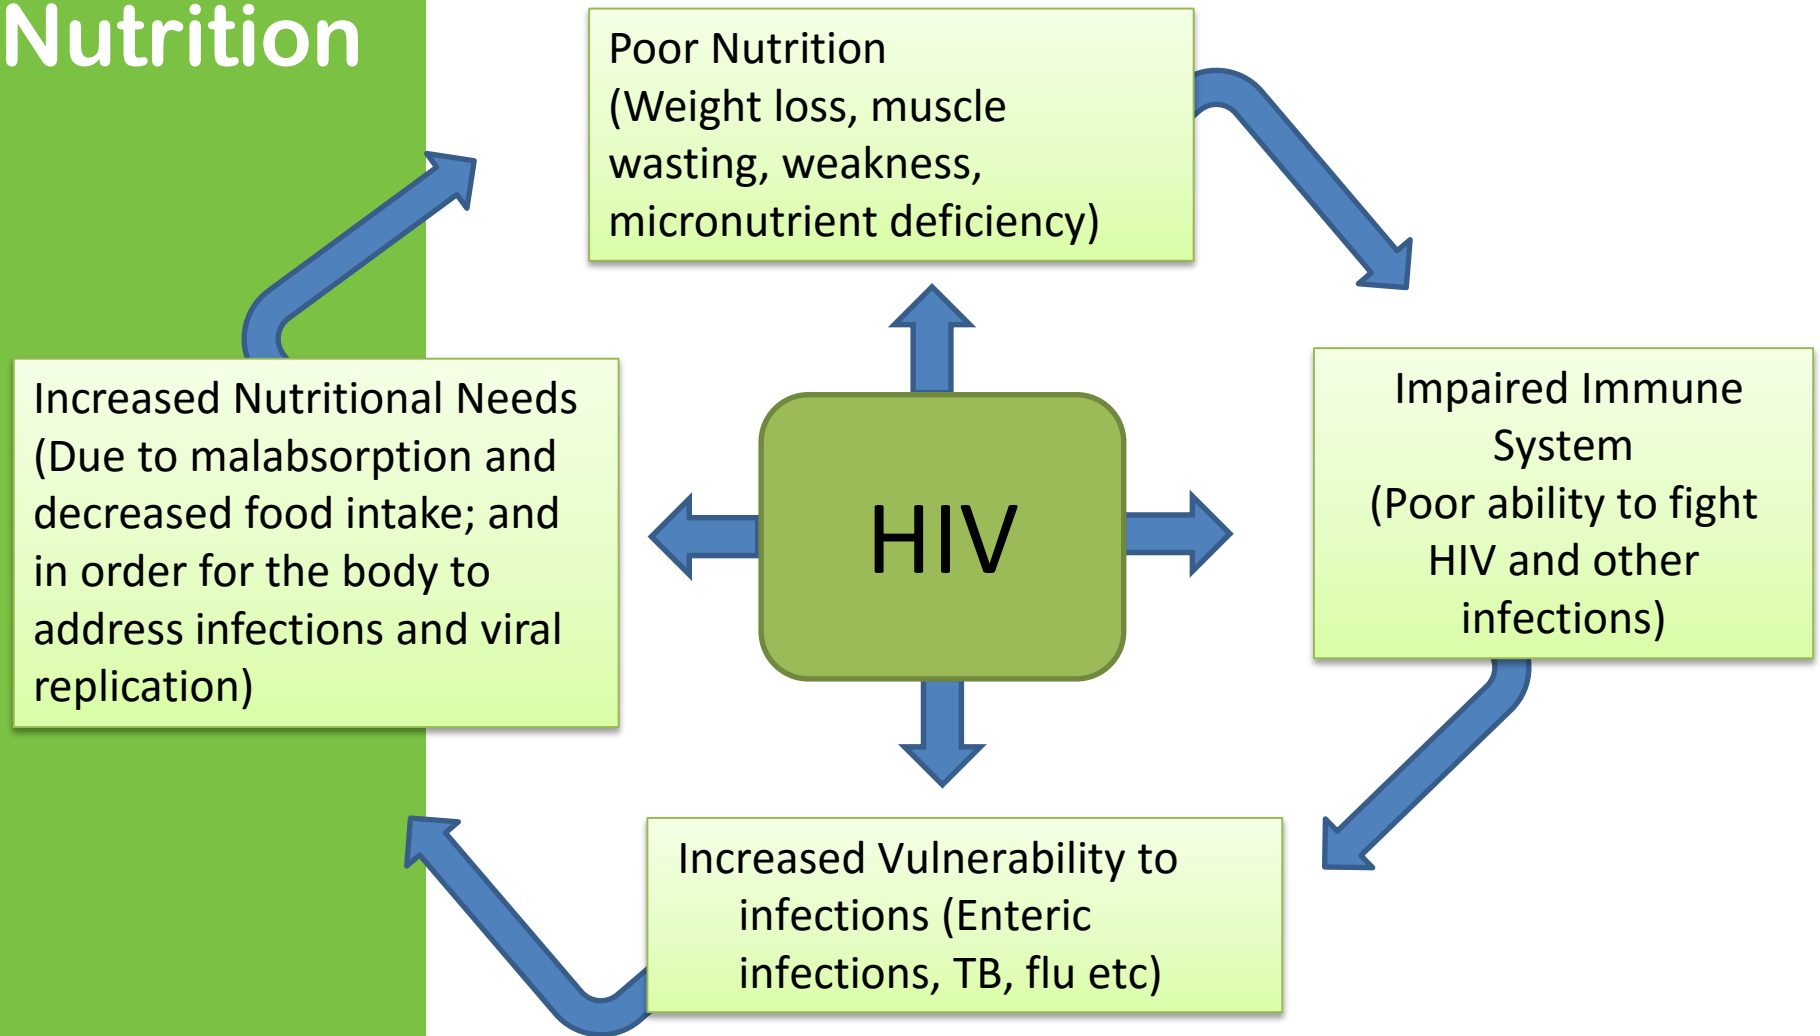 Nutrition
Poor Nutrition
(Weight loss, muscle
wasting, weakness,
micronutrient deficiency)
Increased Nutritional Needs
(Due to malabsorption and
decreased food intake; and
in order for the body to
address infections and viral
replication)
HIV
Impaired Immune
System
(Poor ability to fight
HIV and other
infections)
Increased Vulnerability to
infections (Enteric
infections, TB, flu etc)